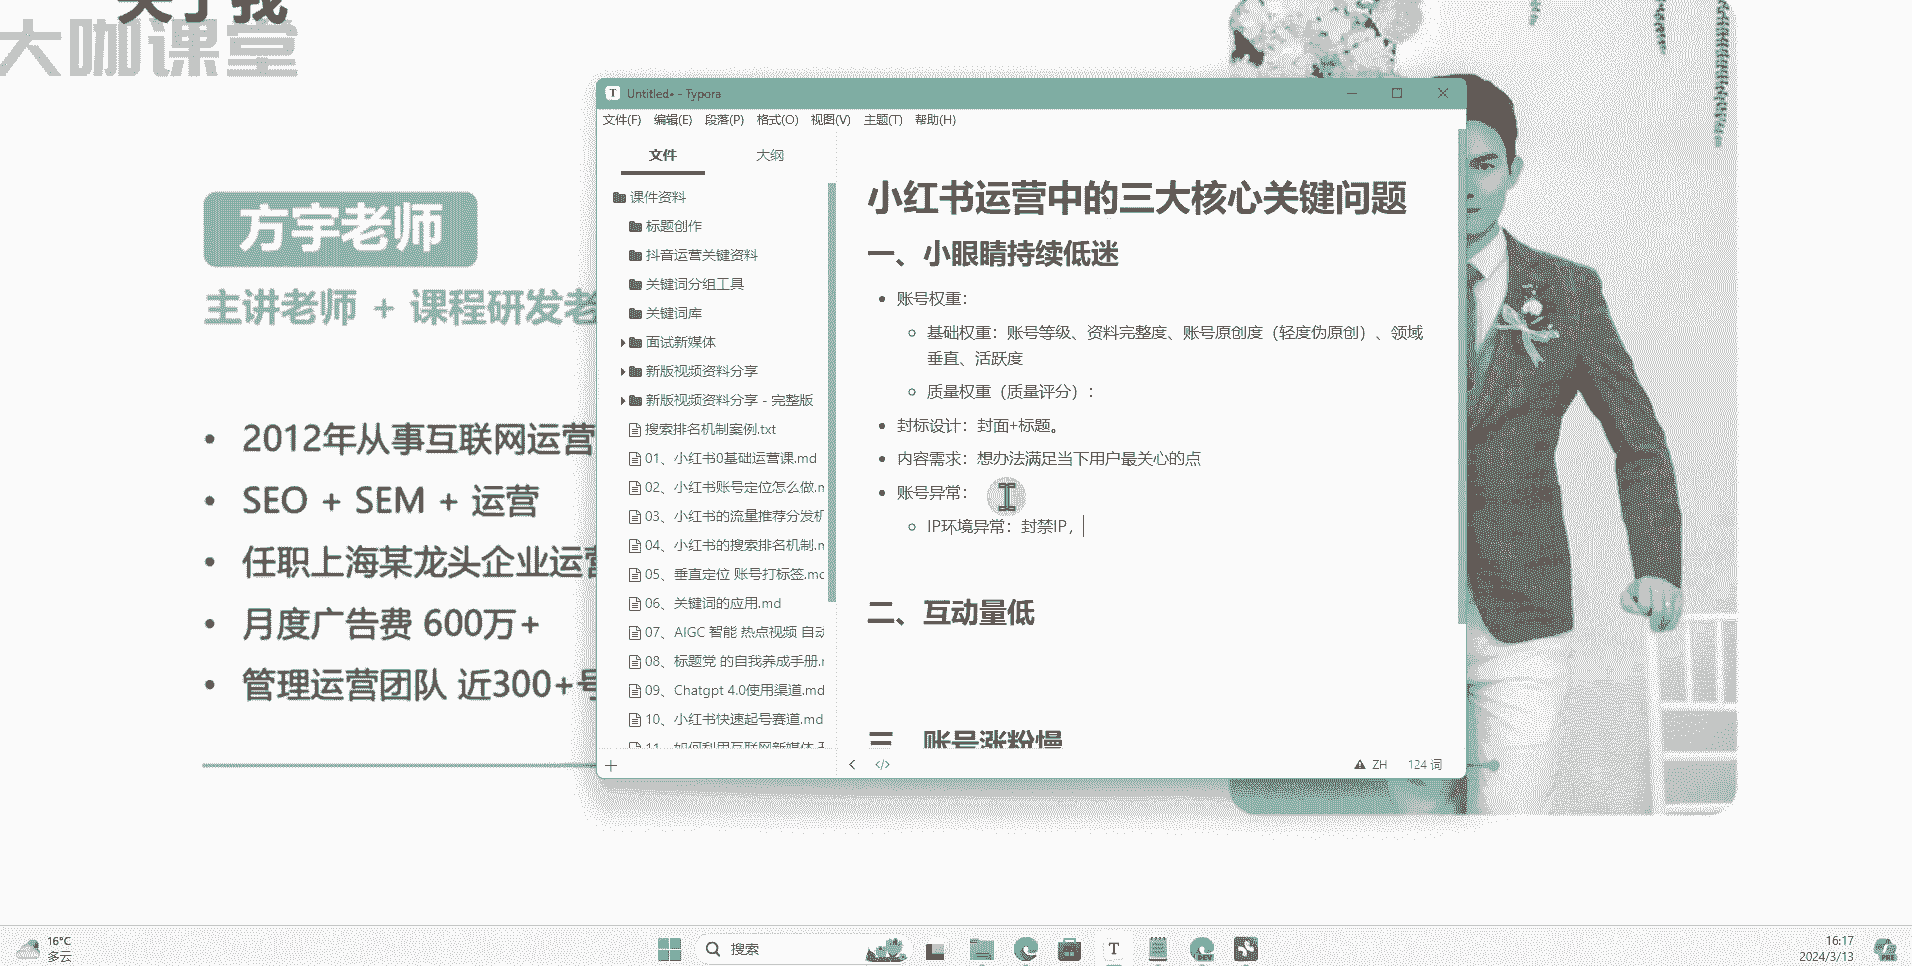 关于我
大咖课堂
方宇老师
主讲老师 + 课程研发老
2012年从事互联网运营
SEO + SEM + 运营
任职上海某龙头企业运营
月度广告费 600万+
管理运营团队 近300+号
Untitled• - Typora
文件(F) 编辑(E) 段落(P) 格式(O) 视图(V) 主题(T) 帮助(H)
文件 大纲
课件资料
标题创作
抖音运营关键资料
关键词分组工具
关键词库
面试新媒体
新版视频资料分享
新版视频资料分享 - 完整版
搜索排名机制案例.txt
01、小红书0基础运营课.md
02、小红书账号定位怎么做.m
03、小红书的流量推荐分发机
04、小红书的搜索排名机制.m
05、垂直定位 账号打标签.mc
06、关键词的应用.md
07、AIGC 智能 热点视频 自动
08、标题党 的自我养成手册.r
09、Chatgpt 4.0使用渠道.md
10、小红书快速起号赛道.md
11、如何利用互联网新媒体
小红书运营中的三大核心关键问题
一、小眼睛持续低迷
账号权重：
基础权重：账号等级、资料完整度、账号原创度（轻度伪原创）、领域
垂直、活跃度
质量权重（质量评分）：
封标设计：封面+标题。
内容需求：想办法满足当下用户最关心的点
账号异常：
IP环境异常：封禁IP，
二、互动量低
三、账号涨粉慢
ZH 124 词
16°C
多云
搜索
T
DEV
16:17
2024/3/13
PRE